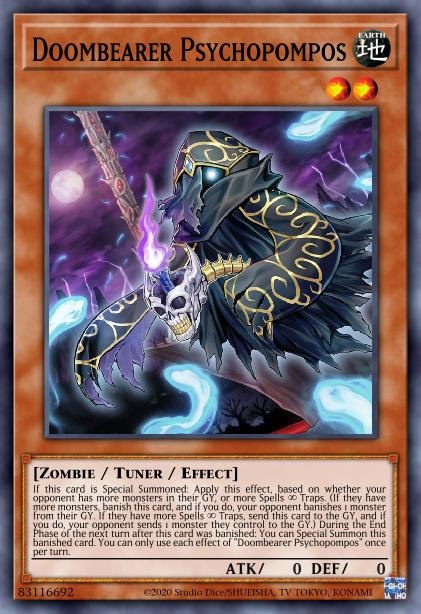 DOOMBEARER PSYCHOPOMPOS
EARTH
地
[ZOMBIE / TUNER / EFFECT]
If this card is Special Summoned: Apply this effect, based on whether your
opponent has more monsters in their GY, or more Spells ∞ Traps. (If they have
more monsters, banish this card, and if you do, your opponent banishes 1 monster
from their GY. If they have more Spells ∞ Traps, send this card to the GY, and if
you do, your opponent sends 1 monster they control to the GY.) During the End
Phase of the next turn after this card was banished: You can Special Summon this
banished card. You can only use each effect of "Doombearer Psychopompos" once
per turn.
ATK/ 0 DEF/ 0
83116692
©2020 Studio Dice/SHUEISHA, TV TOKYO, KONAMI